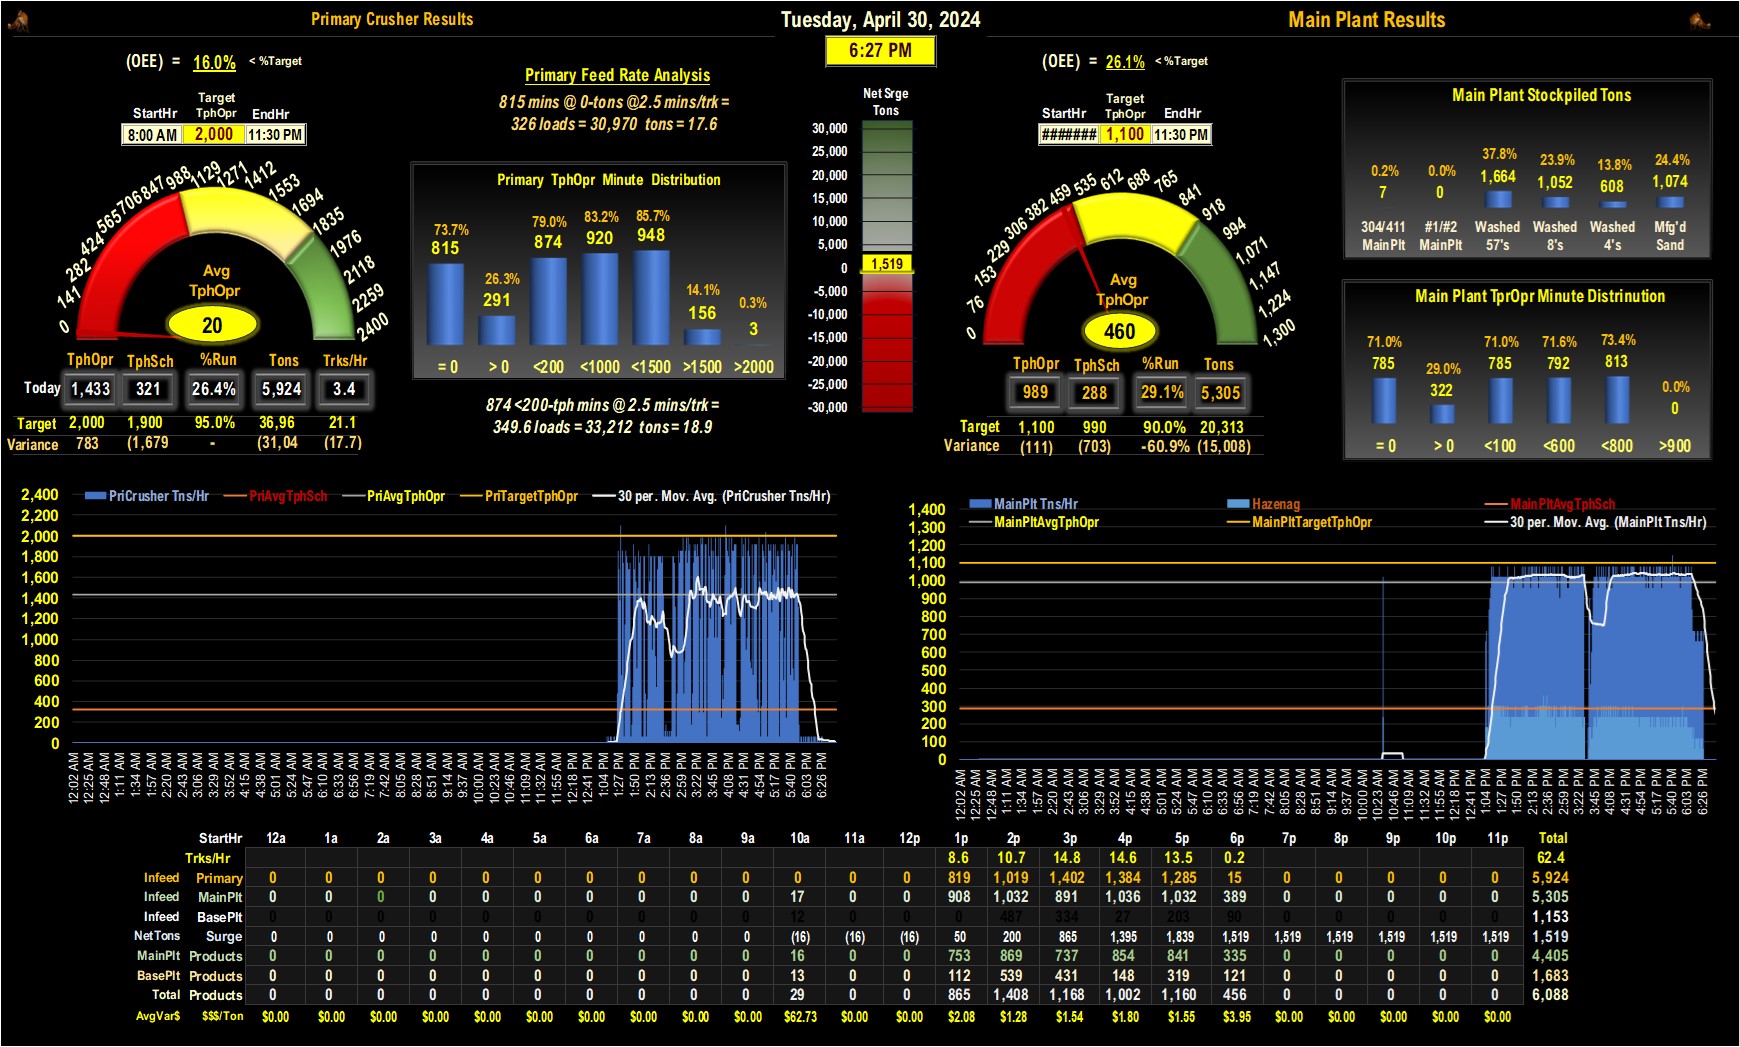 Primary Crusher Results
Tuesday, April 30, 2024
Main Plant Results
6:27 PM
(OEE) = 16.0% < %Target
Target
StartHr TphOpr EndHr
8:00 AM 2,000 11:30 PM
0 141 282 424 565 706 847 988 1129 1271 1412 1553 1694 1835 1976 2118 2259 2400
Avg
TphOpr
20
TphOpr TphSch %Run Tons Trks/Hr
Today 1,433 321 26.4% 5,924 3.4
Target 2,000 1,900 95.0% 36,96 21.1
Variance 783 (1,679 - (31,04 (17.7)
Primary Feed Rate Analysis
815 mins @ 0-tons @2.5 mins/trk =
326 loads = 30,970 tons = 17.6
Primary TphOpr Minute Distribution
73.7% 26.3% 79.0% 83.2% 85.7% 14.1% 0.3%
815 291 874 920 948 156 3
= 0 > 0 <200 <1000 <1500 >1500 >2000
874 <200-tph mins @ 2.5 mins/trk =
349.6 loads = 33,212 tons = 18.9
Net Srge
Tons
30,000
25,000
20,000
15,000
10,000
5,000
0
1,519
-5,000
-10,000
-15,000
-20,000
-25,000
-30,000
(OEE) = 26.1% < %Target
Target
StartHr TphOpr EndHr
####### 1,100 11:30 PM
0 76 153 229 306 382 459 535 612 688 765 841 918 994 1,071 1,147 1,224 1,300
Avg
TphOpr
460
TphOpr TphSch %Run Tons
989 288 29.1% 5,305
Target 1,100 990 90.0% 20,313
Variance (111) (703) -60.9% (15,008)
Main Plant Stockpiled Tons
0.2% 0.0% 37.8% 23.9% 13.8% 24.4%
7 0 1,664 1,052 608 1,074
304/411 #1/#2 Washed Washed Washed Mfg'd
MainPlt MainPlt 57's 8's 4's Sand
Main Plant TprOpr Minute Distrinution
71.0% 29.0% 71.0% 71.6% 73.4% 0.0%
785 322 785 792 813 0
= 0 > 0 <100 <600 <800 >900
PriCrusher Tns/Hr PriAvgTphSch PriAvgTphOpr PriTargetTphOpr 30 per. Mov. Avg. (PriCrusher Tns/Hr)
2,400
2,200
2,000
1,800
1,600
1,400
1,200
1,000
800
600
400
200
0
12:02 AM 12:25 AM 12:48 AM 1:11 AM 1:34 AM 1:57 AM 2:20 AM 2:43 AM 3:06 AM 3:29 AM 3:52 AM 4:15 AM 4:38 AM 5:01 AM 5:24 AM 5:47 AM 6:10 AM 6:33 AM 6:56 AM 7:19 AM 7:42 AM 8:05 AM 8:28 AM 8:51 AM 9:14 AM 9:37 AM 10:00 AM 10:23 AM 10:46 AM 11:09 AM 11:32 AM 11:55 AM 12:18 PM 12:41 PM 1:04 PM 1:27 PM 1:50 PM 2:13 PM 2:36 PM 2:59 PM 3:22 PM 3:45 PM 4:08 PM 4:31 PM 4:54 PM 5:17 PM 5:40 PM 6:03 PM 6:26 PM
MainPlt Tns/Hr Hazenag MainPltAvgTphSch
MainPltAvgTphOpr MainPltTargetTphOpr 30 per. Mov. Avg. (MainPlt Tns/Hr)
1,400
1,300
1,200
1,100
1,000
900
800
700
600
500
400
300
200
100
0
12:02 AM 12:25 AM 12:48 AM 1:11 AM 1:34 AM 1:57 AM 2:20 AM 2:43 AM 3:06 AM 3:29 AM 3:52 AM 4:15 AM 4:38 AM 5:01 AM 5:24 AM 5:47 AM 6:10 AM 6:33 AM 6:56 AM 7:19 AM 7:42 AM 8:05 AM 8:28 AM 8:51 AM 9:14 AM 9:37 AM 10:00 AM 10:23 AM 10:46 AM 11:09 AM 11:32 AM 11:55 AM 12:18 PM 12:41 PM 1:04 PM 1:27 PM 1:50 PM 2:13 PM 2:36 PM 2:59 PM 3:22 PM 3:45 PM 4:08 PM 4:31 PM 4:54 PM 5:17 PM 5:40 PM 6:03 PM 6:26 PM
StartHr 12a 1a 2a 3a 4a 5a 6a 7a 8a 9a 10a 11a 12p 1p 2p 3p 4p 5p 6p 7p 8p 9p 10p 11p Total
Trks/Hr 8.6 10.7 14.8 14.6 13.5 0.2 62.4
Infeed Primary 0 0 0 0 0 0 0 0 0 0 0 0 0 819 1,019 1,402 1,384 1,285 15 0 0 0 0 0 5,924
Infeed MainPlt 0 0 0 0 0 0 0 0 0 0 17 0 0 908 1,032 891 1,036 1,032 389 0 0 0 0 0 5,305
Infeed BasePlt 0 0 0 0 0 0 0 0 0 0 12 0 0 0 487 334 27 203 90 0 0 0 0 0 1,153
NetTons Surge 0 0 0 0 0 0 0 0 0 0 (16) (16) (16) 50 200 865 1,395 1,839 1,519 1,519 1,519 1,519 1,519 1,519 1,519
MainPlt Products 0 0 0 0 0 0 0 0 0 0 16 0 0 753 869 737 854 841 335 0 0 0 0 0 4,405
BasePlt Products 0 0 0 0 0 0 0 0 0 0 13 0 0 112 539 431 148 319 121 0 0 0 0 0 1,683
Total Products 0 0 0 0 0 0 0 0 0 0 29 0 0 865 1,408 1,168 1,002 1,160 456 0 0 0 0 0 6,088
AvgVar$ $$$/Ton $0.00 $0.00 $0.00 $0.00 $0.00 $0.00 $0.00 $0.00 $0.00 $0.00 $62.73 $0.00 $0.00 $2.08 $1.28 $1.54 $1.80 $1.55 $3.95 $0.00 $0.00 $0.00 $0.00 $0.00